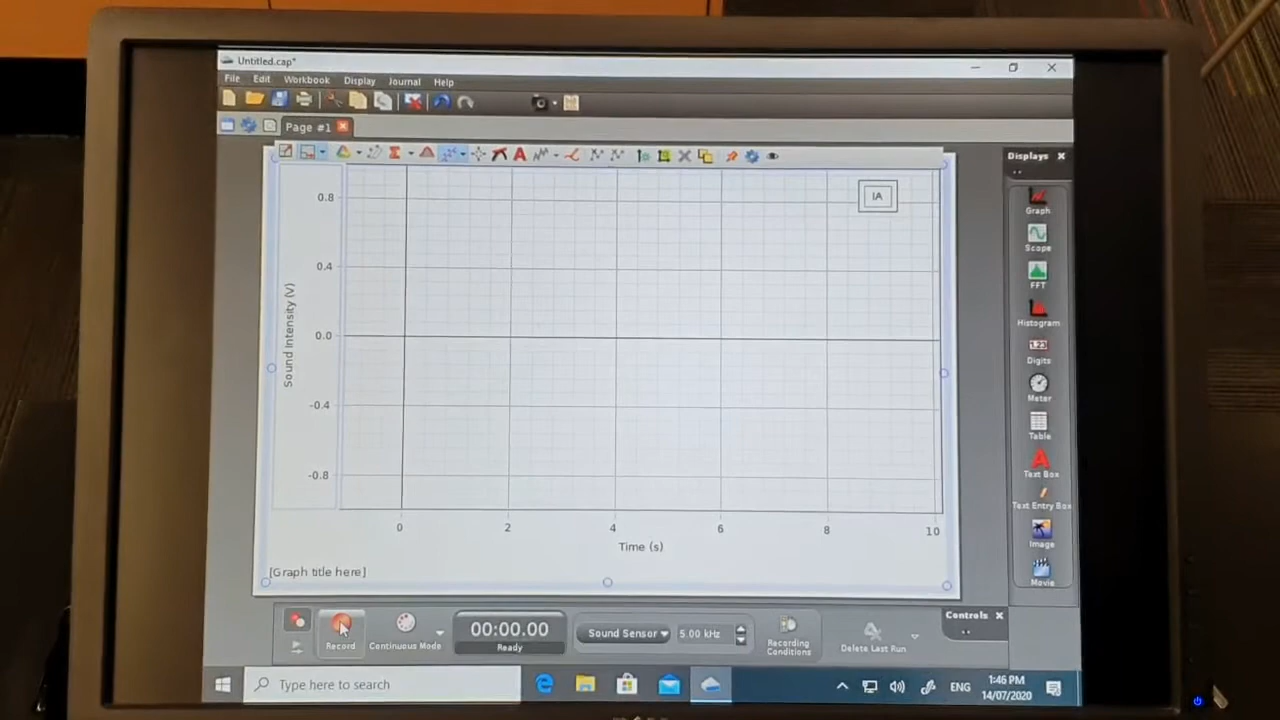 Untitled.cap*
File Edit Workbook Display Journal Help
Page #1
Displays
Graph
Scope
FFT
Histogram
1.23
Digits
Meter
Table
A
Text Box
Text Entry Box
Image
Movie
A
0.8
0.4
0.0
-0.4
-0.8
Sound Intensity (V)
0 2 4 6 8 10
Time (s)
[Graph title here]
Record
Continuous Mode
00:00.00
Ready
Sound Sensor
5.00 kHz
Recording
Conditions
Delete Last Run
Controls
Type here to search
ENG
1:46 PM
14/07/2020